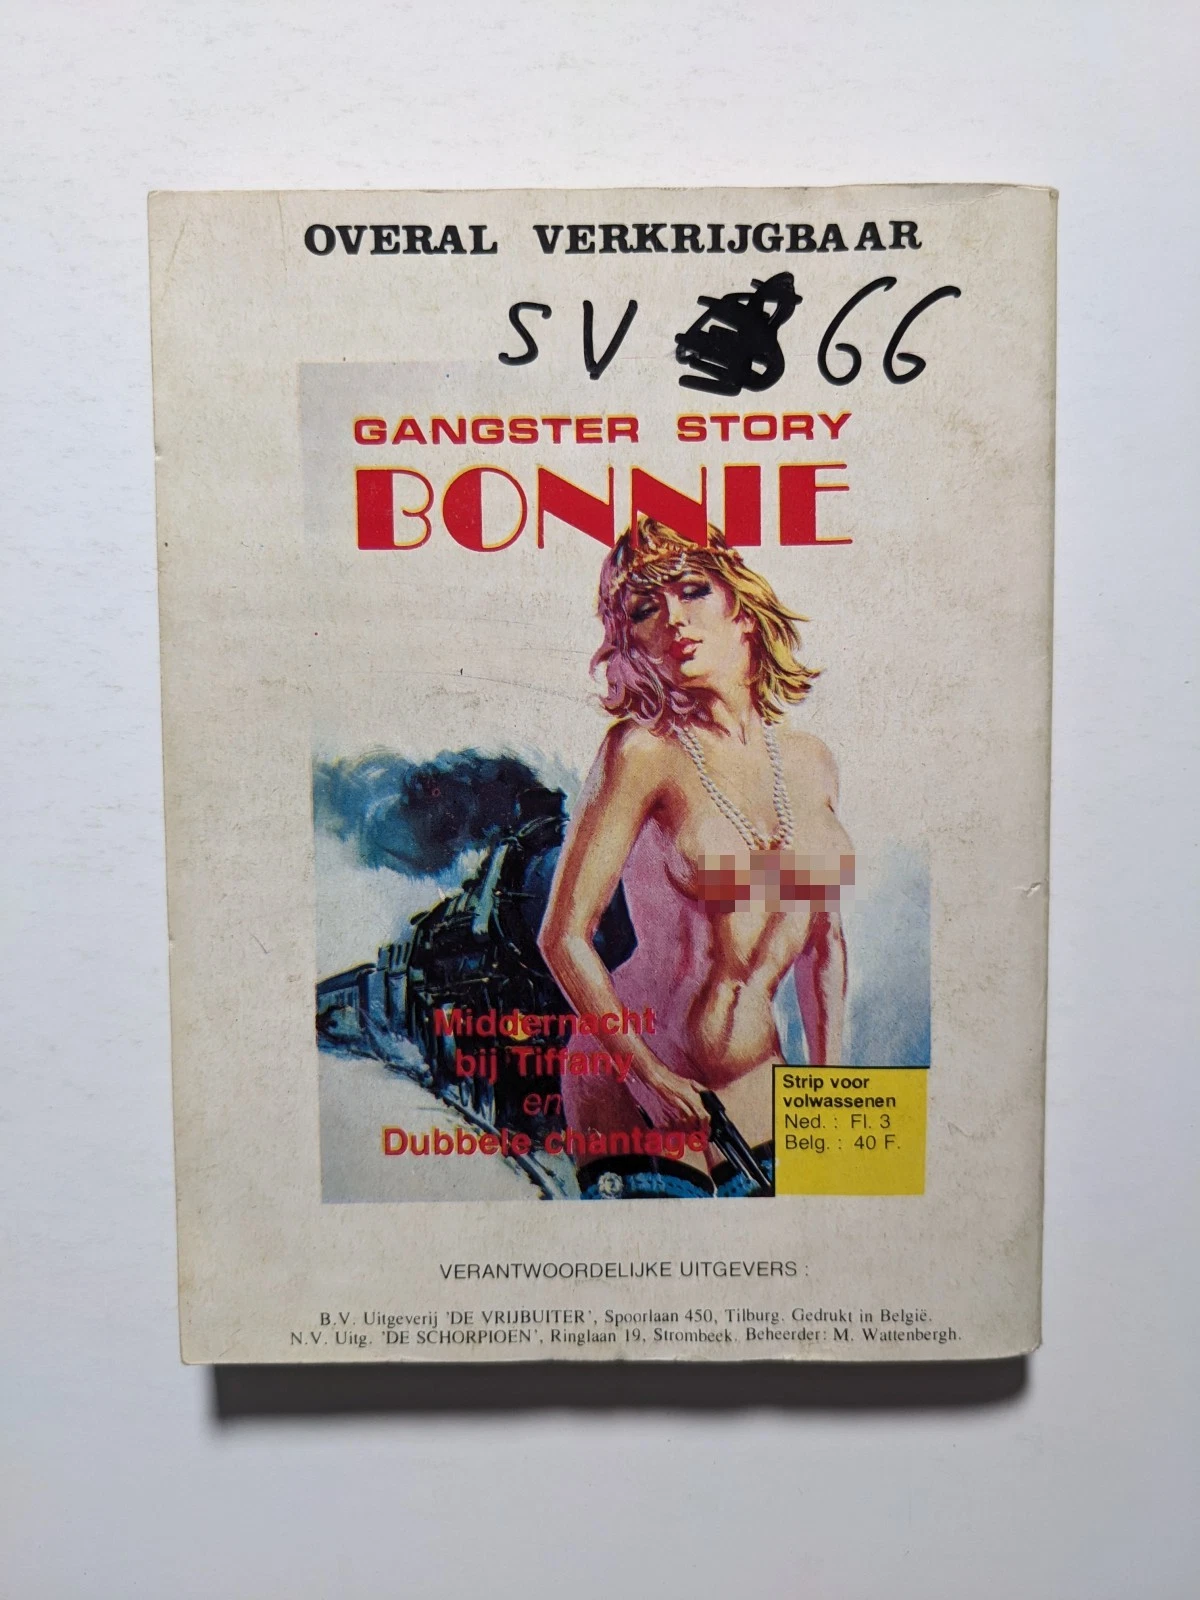 OVERAL VERKRIJGBAAR
SV 66
GANGSTER STORY
BONNIE
Middernacht
bij Tiffany
en
Dubbele chantage
Strip voor
volwassenen
Ned. : Fl. 3
Belg. : 40 F.
VERANTWOORDELIJKE UITGEVERS :
B.V. Uitgeverij 'DE VRIJBUITER', Spoorlaan 450, Tilburg. Gedrukt in België.
N.V. Uitg. 'DE SCHORPIOEN', Ringlaan 19, Strombeek. Beheerder: M. Wattenbergh.